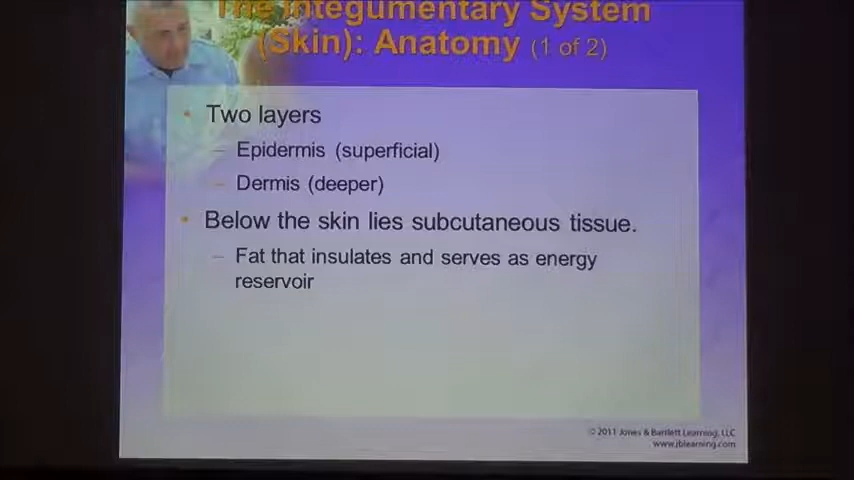 The Integumentary System
(Skin): Anatomy (1 of 2)
• Two layers
– Epidermis (superficial)
– Dermis (deeper)
• Below the skin lies subcutaneous tissue.
– Fat that insulates and serves as energy
reservoir
© 2011 Jones & Bartlett Learning, LLC
www.jblearning.com